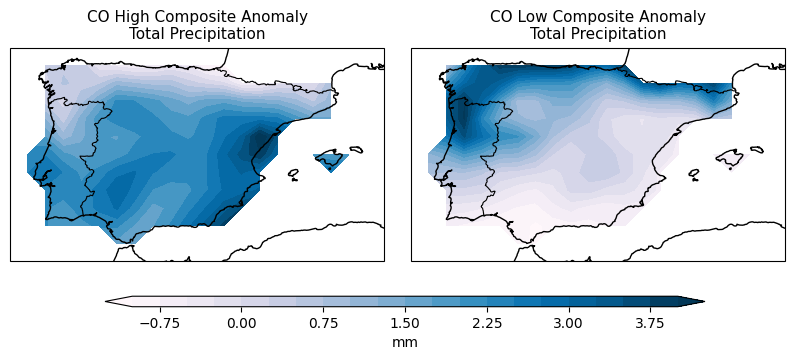 CO High Composite Anomaly
Total Precipitation
CO Low Composite Anomaly
Total Precipitation
−0.75 0.00 0.75 1.50 2.25 3.00 3.75
mm